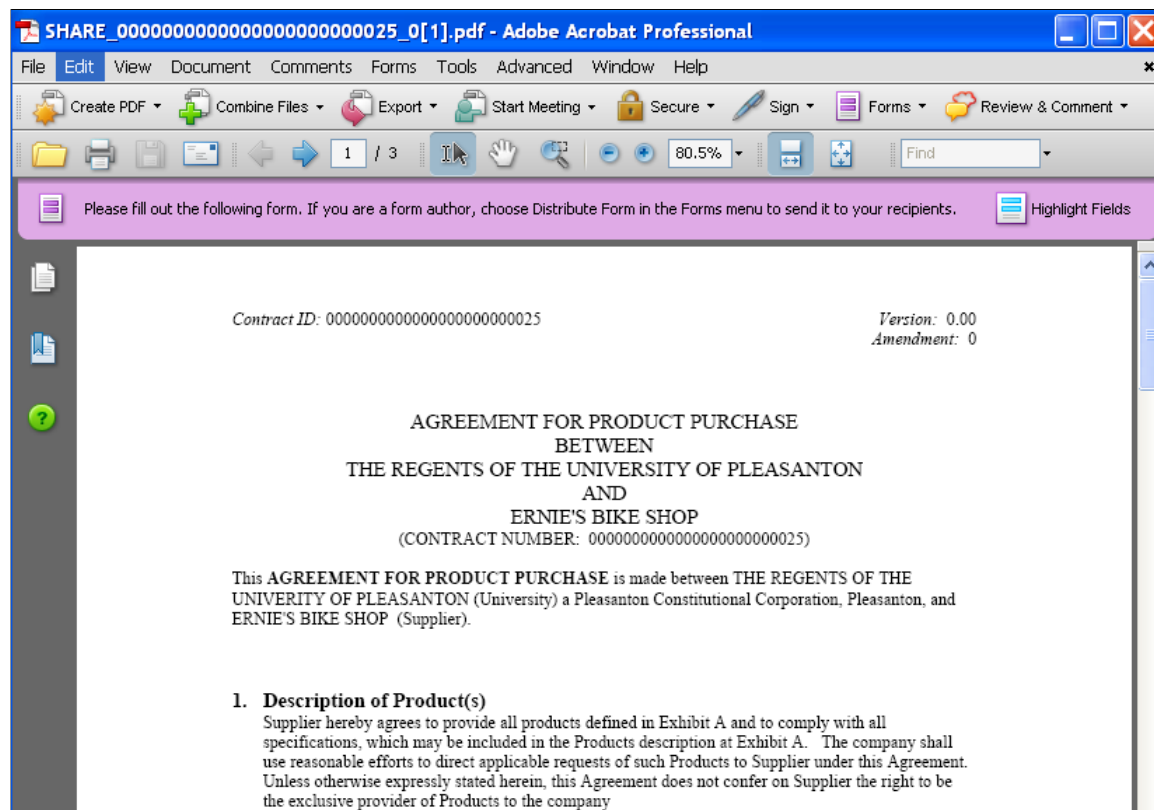 SHARE_0000000000000000000000025_0[1].pdf - Adobe Acrobat Professional
File Edit View Document Comments Forms Tools Advanced Window Help
Create PDF Combine Files Export Start Meeting Secure Sign Forms Review & Comment
1 / 3 80.5% Find
Please fill out the following form. If you are a form author, choose Distribute Form in the Forms menu to send it to your recipients. Highlight Fields
Contract ID: 0000000000000000000000025 Version: 0.00
Amendment: 0
AGREEMENT FOR PRODUCT PURCHASE
BETWEEN
THE REGENTS OF THE UNIVERSITY OF PLEASANTON
AND
ERNIE'S BIKE SHOP
(CONTRACT NUMBER: 0000000000000000000000025)
This AGREEMENT FOR PRODUCT PURCHASE is made between THE REGENTS OF THE
UNIVERITY OF PLEASANTON (University) a Pleasanton Constitutional Corporation, Pleasanton, and
ERNIE'S BIKE SHOP (Supplier).
1. Description of Product(s)
Supplier hereby agrees to provide all products defined in Exhibit A and to comply with all
specifications, which may be included in the Products description at Exhibit A. The company shall
use reasonable efforts to direct applicable requests of such Products to Supplier under this Agreement.
Unless otherwise expressly stated herein, this Agreement does not confer on Supplier the right to be
the exclusive provider of Products to the company